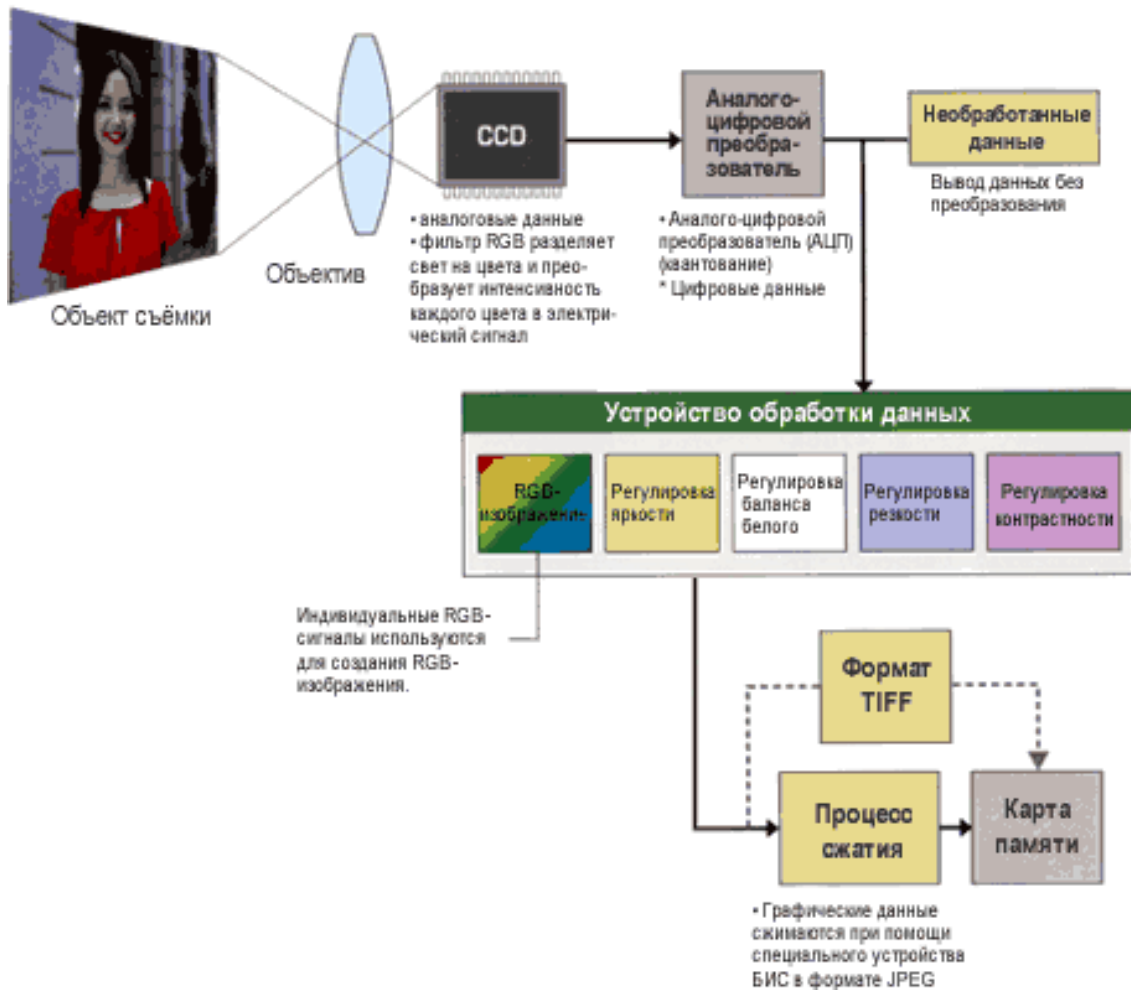 Объект съёмки
Объектив
CCD
• аналоговые данные
• фильтр RGB разделяет
свет на цвета и прео-
бразует интенсивность
каждого цвета в электри-
ческий сигнал
Аналого-
цифровой
преобра-
зователь
• Аналого-цифровой
преобразователь (АЦП)
(квантование)
* Цифровые данные
Необработанные
данные
Вывод данных без
преобразования
Устройство обработки данных
RGB-
изображение
Регулировка
яркости
Регулировка
баланса
белого
Регулировка
резкости
Регулировка
контрастности
Индивидуальные RGB-
сигналы используются
для создания RGB-
изображения.
Формат
TIFF
Процесс
сжатия
Карта
памяти
• Графические данные
сжимаются при помощи
специального устройства
БИС в формате JPEG